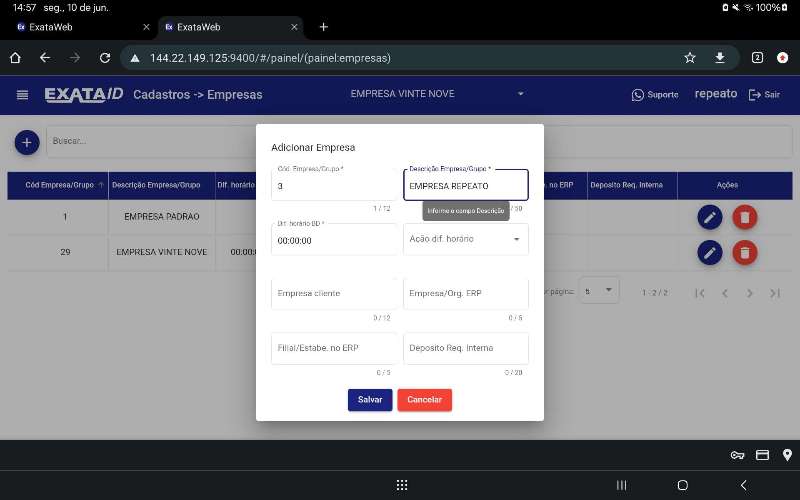 14:57 seg., 10 de jun. 100%
ExataWeb
ExataWeb
144.22.149.125:9400/#/painel/(painel:empresas)
2
EXATAID Cadastros -> Empresas EMPRESA VINTE NOVE Suporte repeato Sair
Buscar...
Cód Empresa/Grupo Descrição Empresa/Grupo Dif. horário . no ERP Deposito Req. Interna Ações
1 EMPRESA PADRAO
29 EMPRESA VINTE NOVE 00:00:
r página: 5 1 - 2 / 2
Adicionar Empresa
Cód. Empresa/Grupo *
3
1 / 12
Descrição Empresa/Grupo *
EMPRESA REPEATO
/ 50
Informe o campo Descrição
Dif. horário BD *
00:00:00
Ação dif. horário
Empresa cliente
0 / 12
Empresa/Org. ERP
0 / 5
Filial/Estabe. no ERP
0 / 5
Deposito Req. Interna
0 / 20
Salvar
Cancelar